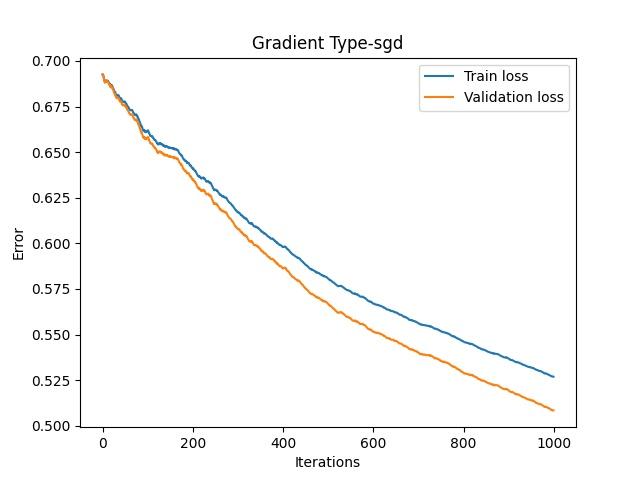 Gradient Type-sgd
Train loss
Validation loss
0.700
0.675
0.650
0.625
0.600
0.575
0.550
0.525
0.500
Error
0 200 400 600 800 1000
Iterations